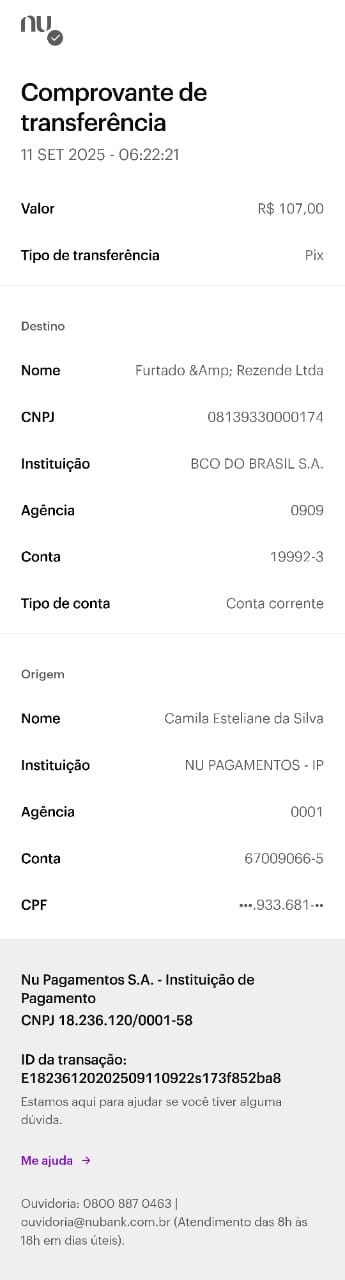 nu
Comprovante de
transferência
11 SET 2025 - 06:22:21
Valor R$ 107,00
Tipo de transferência Pix
Destino
Nome Furtado &Amp; Rezende Ltda
CNPJ 08139330000174
Instituição BCO DO BRASIL S.A.
Agência 0909
Conta 19992-3
Tipo de conta Conta corrente
Origem
Nome Camila Esteliane da Silva
Instituição NU PAGAMENTOS - IP
Agência 0001
Conta 67009066-5
CPF •••.933.681-••
Nu Pagamentos S.A. - Instituição de
Pagamento
CNPJ 18.236.120/0001-58
ID da transação:
E18236120202509110922s173f852ba8
Estamos aqui para ajudar se você tiver alguma
dúvida.
Me ajuda →
Ouvidoria: 0800 887 0463 |
ouvidoria@nubank.com.br (Atendimento das 8h às
18h em dias úteis).